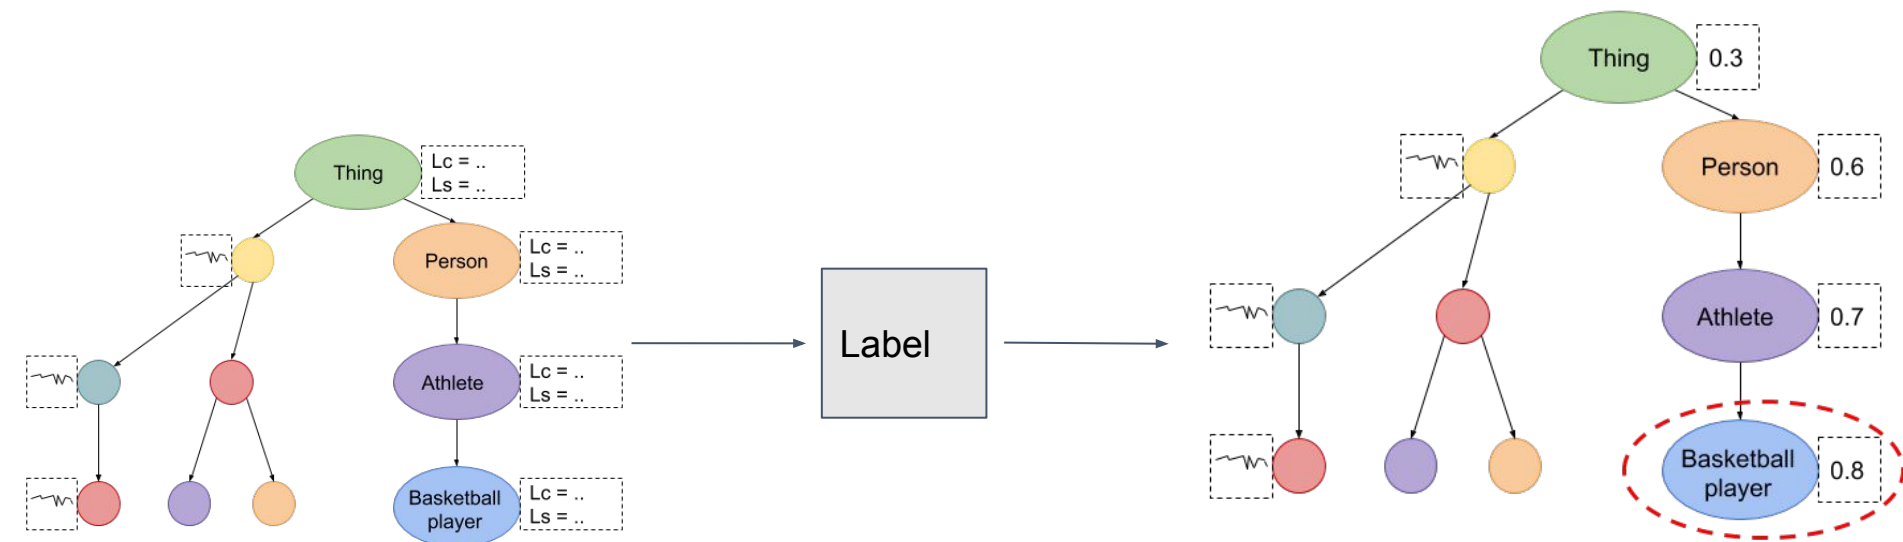 Thing
Lc = ..
Ls = ..
Person
Lc = ..
Ls = ..
Athlete
Lc = ..
Ls = ..
Basketball
player
Lc = ..
Ls = ..
Label
Thing
0.3
Person
0.6
Athlete
0.7
Basketball
player
0.8